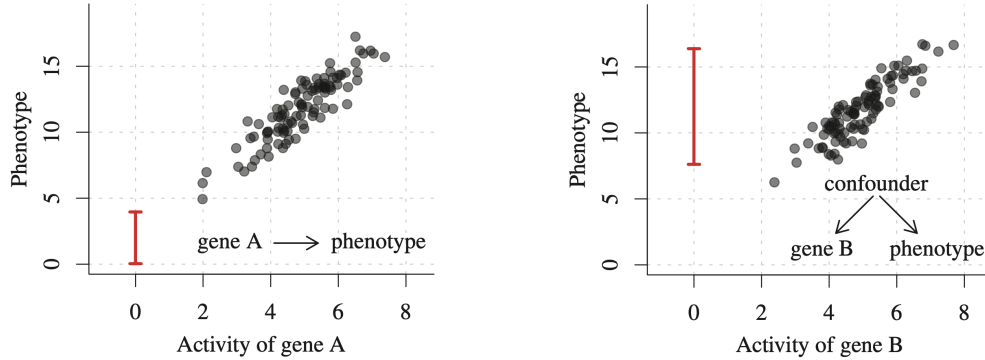 Phenotype
15
10
5
0
gene A
phenotype
0
2
4
6
8
Activity of gene A
Phenotype
15
10
5
0
confounder
gene B
phenotype
0
2
4
6
8
Activity of gene B